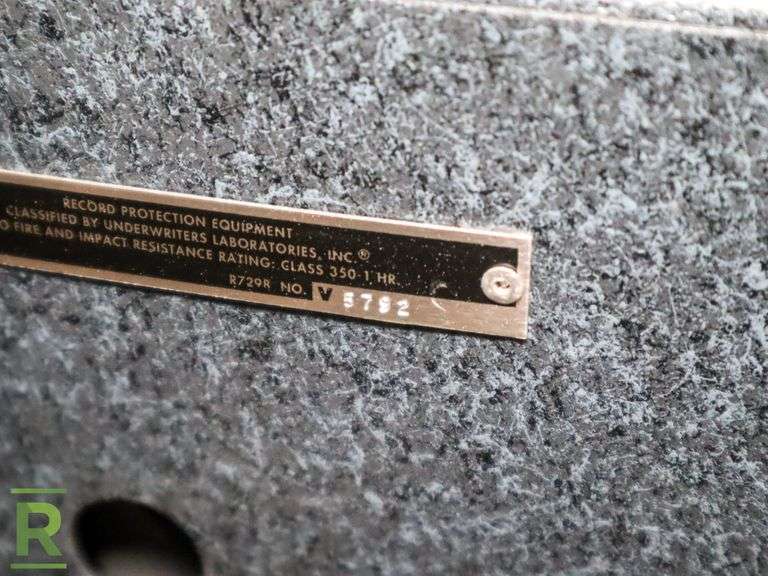 RECORD PROTECTION EQUIPMENT
CLASSIFIED BY UNDERWRITERS LABORATORIES, INC.®
FIRE AND IMPACT RESISTANCE RATING: CLASS 350-1 HR.
R729R NO. V 5792
R